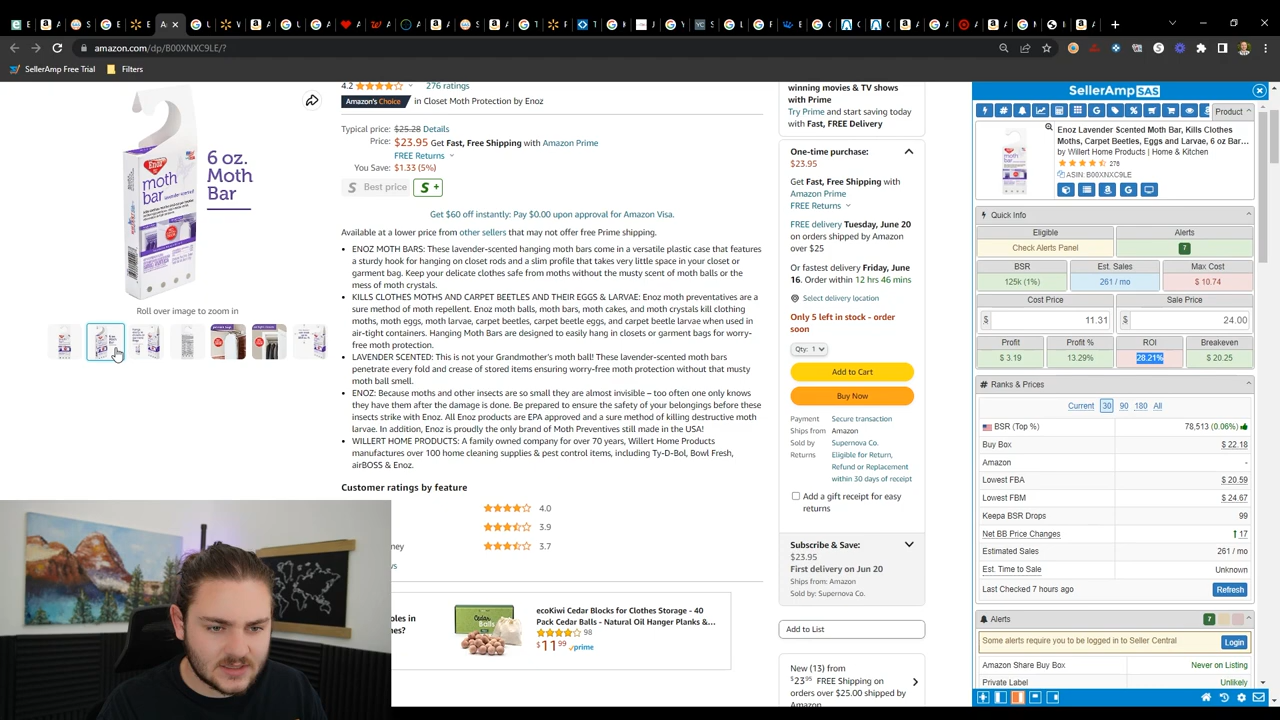 amazon.com/dp/B00XNXC9LE/?
SellerAmp Free Trial
Filters
Enoz
moth
bar
6 oz.
Moth
Bar
Roll over image to zoom in
4.2
276 ratings
Amazon's Choice in Closet Moth Protection by Enoz
Typical price: $25.28 Details
Price: $23.95 Get Fast, Free Shipping with Amazon Prime
FREE Returns
You Save: $1.33 (5%)
S Best price
S +
Get $60 off instantly: Pay $0.00 upon approval for Amazon Visa.
Available at a lower price from other sellers that may not offer free Prime shipping.
ENOZ MOTH BARS: These lavender-scented hanging moth bars come in a versatile plastic case that features
a sturdy hook for hanging on closet rods and a slim profile that takes very little space in your closet or
garment bag. Keep your delicate clothes safe from moths without the musty scent of moth balls or the
mess of moth crystals.
KILLS CLOTHES MOTHS AND CARPET BEETLES AND THEIR EGGS & LARVAE: Enoz moth preventatives are a
sure method of moth repellent. Enoz moth balls, moth bars, moth cakes, and moth crystals kill clothing
moths, moth eggs, moth larvae, carpet beetles, carpet beetle eggs, and carpet beetle larvae when used in
air-tight containers. Hanging Moth Bars are designed to easily hang in closets or garment bags for worry-
free moth protection.
LAVENDER SCENTED: This is not your Grandmother's moth ball! These lavender-scented moth bars
penetrate every fold and crease of stored items ensuring worry-free moth protection without that musty
moth ball smell.
ENOZ: Because moths and other insects are so small they are almost invisible – too often one only knows
they have them after the damage is done. Be prepared to ensure the safety of your belongings before these
insects strike with Enoz. All Enoz products are EPA approved and a sure method of killing destructive moth
larvae. In addition, Enoz is proudly the only brand of Moth Preventives still made in the USA!
WILLERT HOME PRODUCTS: A family owned company for over 70 years, Willert Home Products
manufactures over 100 home cleaning supplies & pest control items, including Ty-D-Bol, Bowl Fresh,
airBOSS & Enoz.
Customer ratings by feature
4.0
3.9
ney
3.7
vs
oles in
mes?
ecoKiwi Cedar Blocks for Clothes Storage - 40
Pack Cedar Balls - Natural Oil Hanger Planks &...
98
$11.99 prime
winning movies & TV shows
with Prime
Try Prime and start saving today
with Fast, FREE Delivery
One-time purchase:
$23.95
Get Fast, Free Shipping with
Amazon Prime
FREE Returns
FREE delivery Tuesday, June 20
on orders shipped by Amazon
over $25
Or fastest delivery Friday, June
16. Order within 12 hrs 46 mins
Select delivery location
Only 5 left in stock - order
soon
Qty: 1
Add to Cart
Buy Now
Payment Secure transaction
Ships from Amazon
Sold by Supernova Co.
Returns Eligible for Return,
Refund or Replacement
within 30 days of receipt
Add a gift receipt for easy
returns
Subscribe & Save:
$23.95
First delivery on Jun 20
Ships from: Amazon
Sold by: Supernova Co.
Add to List
New (13) from
$23.95 FREE Shipping on
orders over $25.00 shipped by
Amazon
SellerAmp SAS
Product
Enoz Lavender Scented Moth Bar, Kills Clothes
Moths, Carpet Beetles, Eggs and Larvae, 6 oz Bar...
by Willert Home Products | Home & Kitchen
276
ASIN: B00XNXC9LE
Quick Info
Eligible Alerts
Check Alerts Panel 7
BSR Est. Sales Max Cost
125k (1%) 261 / mo $ 10.74
Cost Price Sale Price
$ 11.31 $ 24.00
Profit Profit % ROI Breakeven
$ 3.19 13.29% 28.21% $ 20.25
Ranks & Prices
Current 30 90 180 All
BSR (Top %) 78,513 (0.06%)
Buy Box $ 22.18
Amazon -
Lowest FBA $ 20.59
Lowest FBM $ 24.67
Keepa BSR Drops 99
Net BB Price Changes 17
Estimated Sales 261 / mo
Est. Time to Sale Unknown
Last Checked 7 hours ago Refresh
Alerts 7
Some alerts require you to be logged in to Seller Central Login
Amazon Share Buy Box Never on Listing
Private Label Unlikely